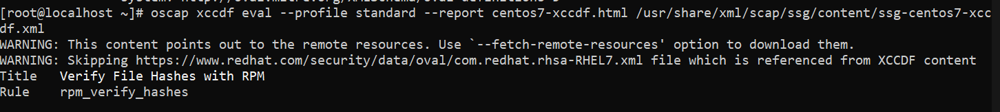 [root@localhost ~]# oscap xccdf eval --profile standard --report centos7-xccdf.html /usr/share/xml/scap/ssg/content/ssg-centos7-xcc
df.xml
WARNING: This content points out to the remote resources. Use `--fetch-remote-resources' option to download them.
WARNING: Skipping https://www.redhat.com/security/data/oval/com.redhat.rhsa-RHEL7.xml file which is referenced from XCCDF content
Title   Verify File Hashes with RPM
Rule    rpm_verify_hashes